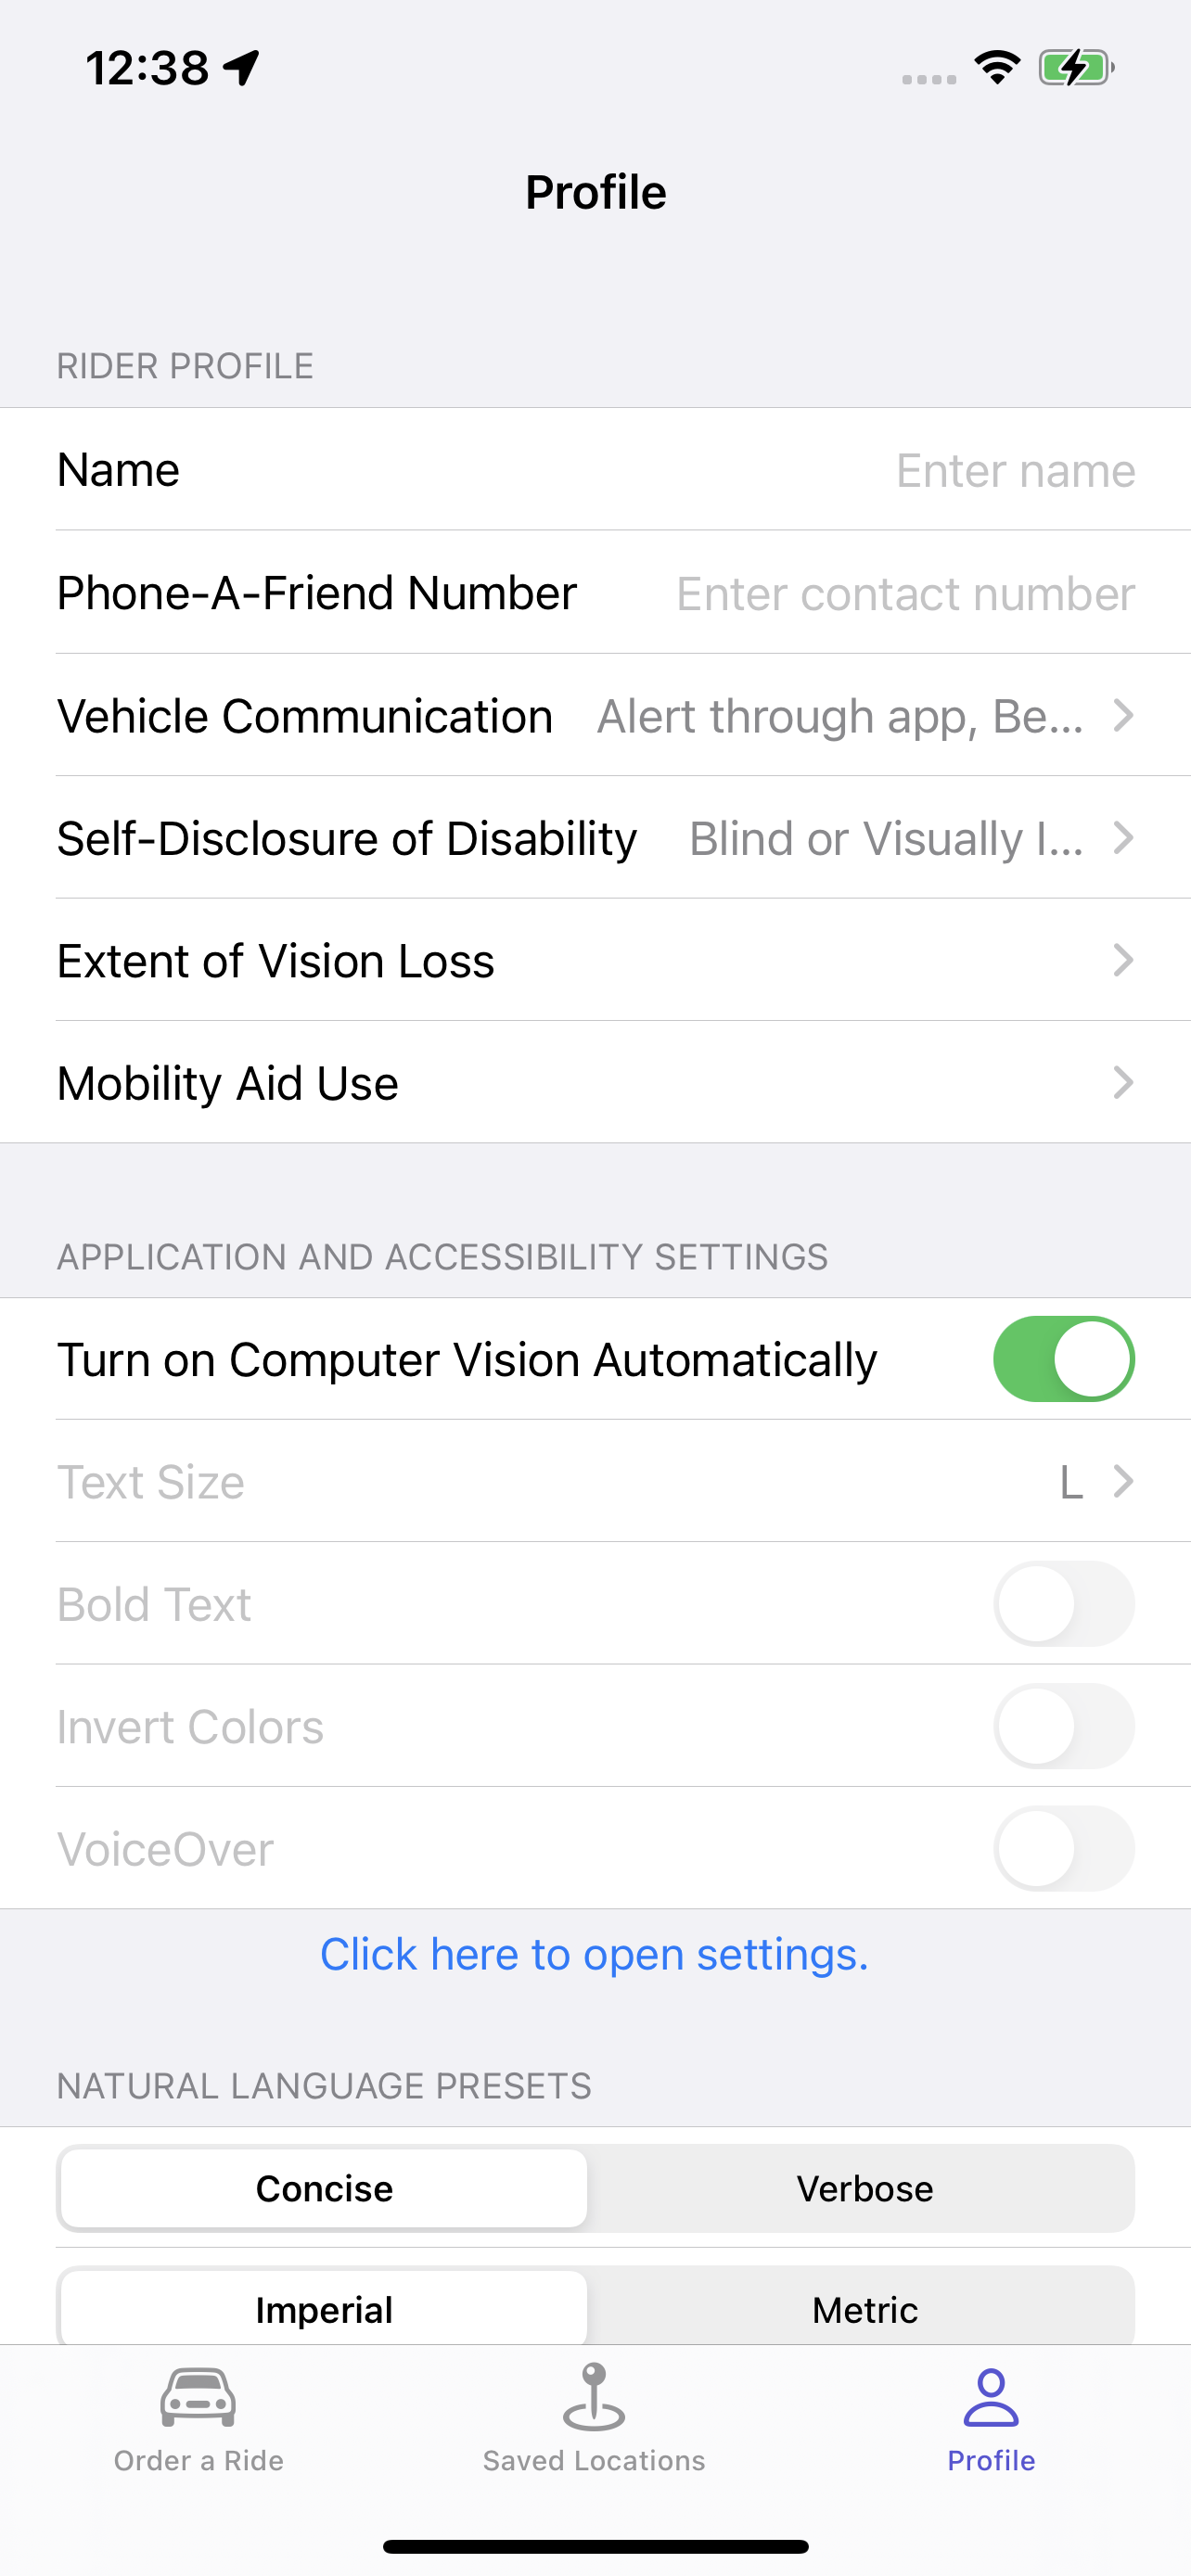 12:38
Profile
RIDER PROFILE
Name Enter name
Phone-A-Friend Number Enter contact number
Vehicle Communication Alert through app, Be...
Self-Disclosure of Disability Blind or Visually I...
Extent of Vision Loss
Mobility Aid Use
APPLICATION AND ACCESSIBILITY SETTINGS
Turn on Computer Vision Automatically
Text Size L
Bold Text
Invert Colors
VoiceOver
Click here to open settings.
NATURAL LANGUAGE PRESETS
Concise Verbose
Imperial Metric
Order a Ride Saved Locations Profile